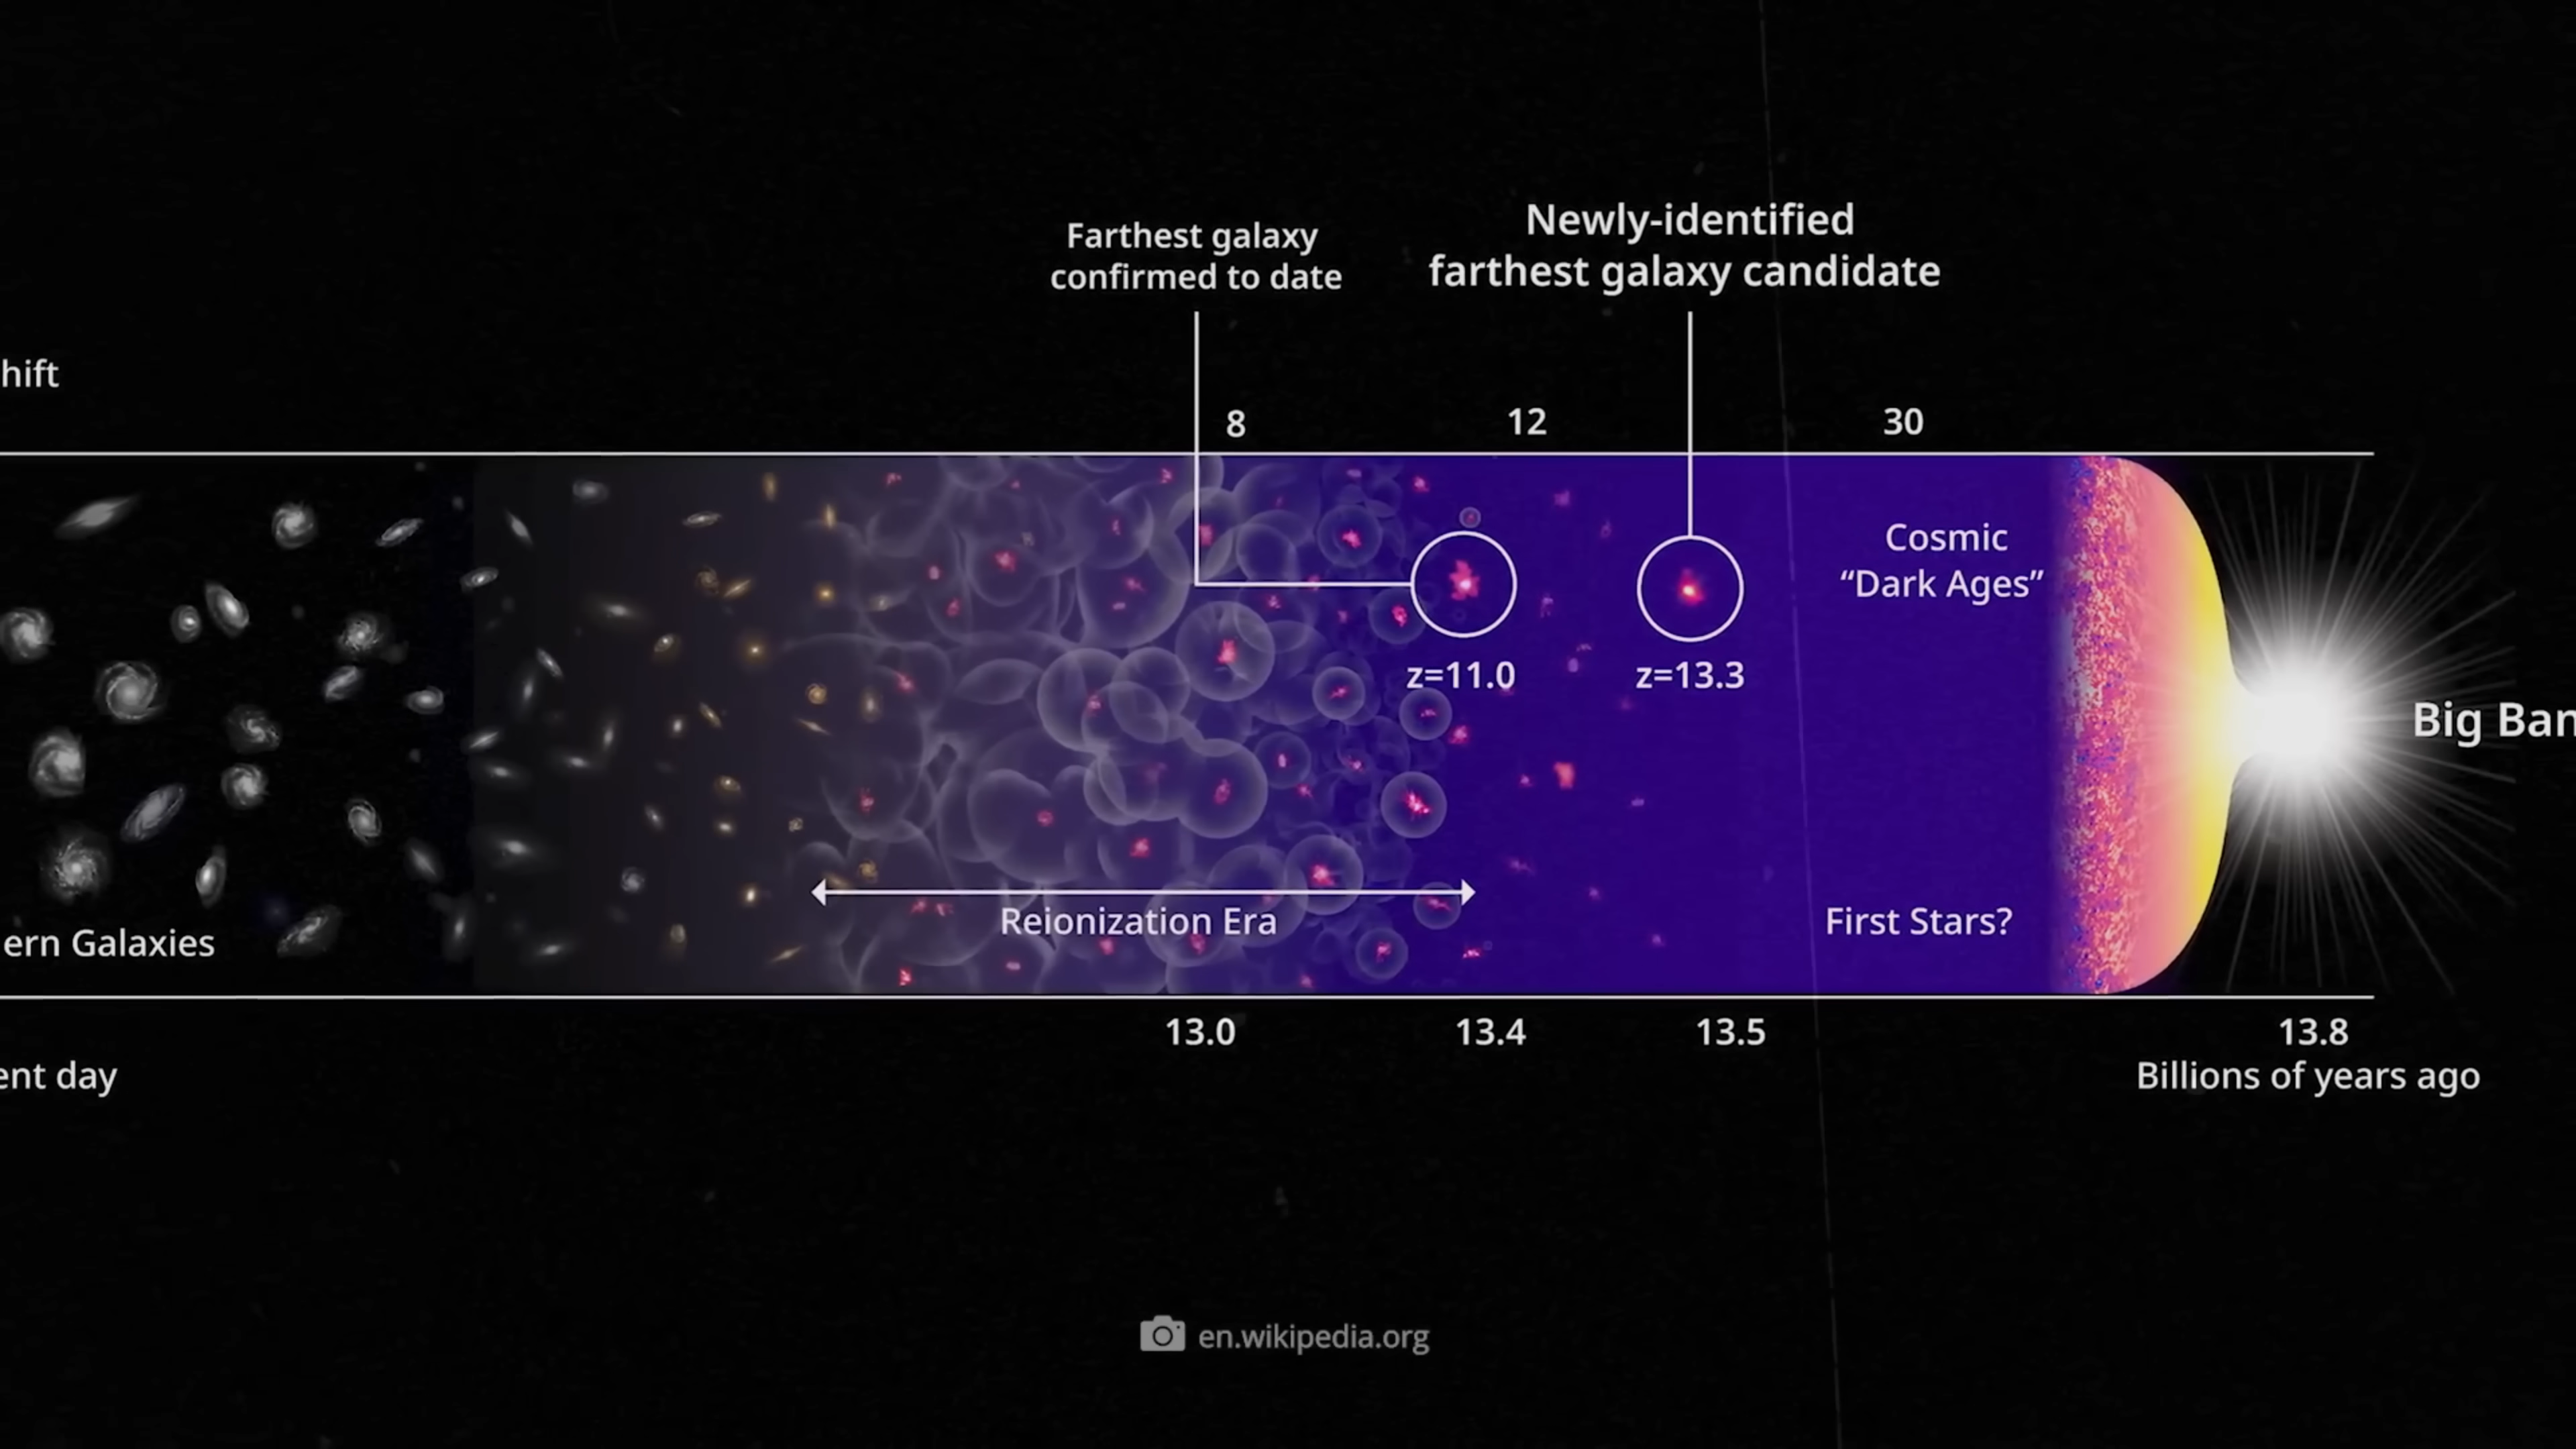 Farthest galaxy
confirmed to date
Newly-identified
farthest galaxy candidate
hift
8
12
30
Cosmic
“Dark Ages”
z=11.0
z=13.3
Big Ban
Reionization Era
First Stars?
ern Galaxies
13.0
13.4
13.5
13.8
ent day
Billions of years ago
en.wikipedia.org